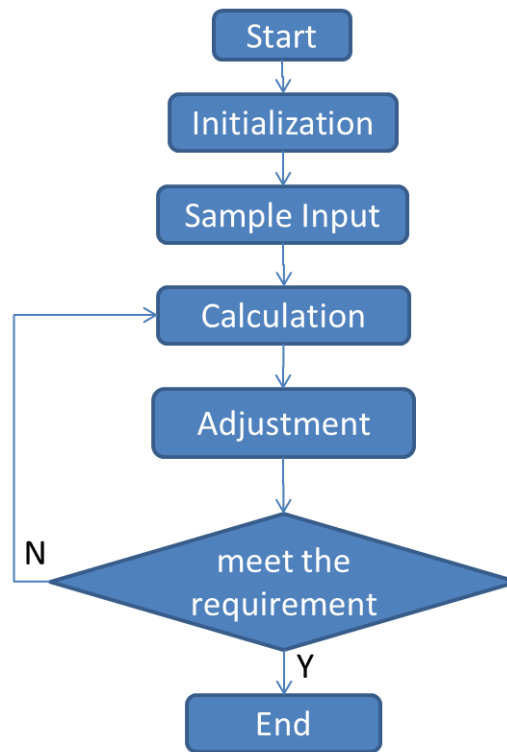 Start
Initialization
Sample Input
Calculation
Adjustment
N
meet the
requirement
Y
End